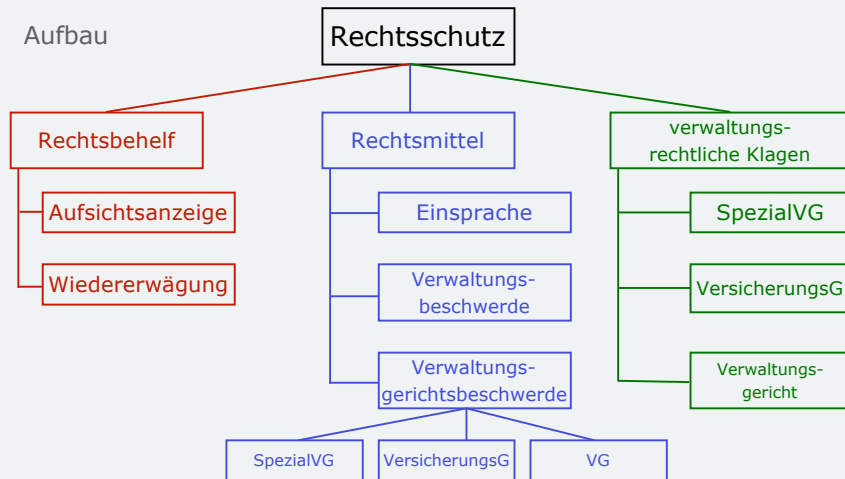 Aufbau
Rechtsschutz
Rechtsbehelf
Rechtsmittel
verwaltungs-
rechtliche Klagen
Aufsichtsanzeige
Einsprache
SpezialVG
Wiedererwägung
Verwaltungs-
beschwerde
VersicherungsG
Verwaltungs-
gerichtsbeschwerde
Verwaltungs-
gericht
SpezialVG
VersicherungsG
VG